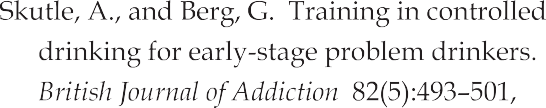 Skutle, A., and Berg, G. Training in controlled
drinking for early-stage problem drinkers.
British Journal of Addiction 82(5):493–501,